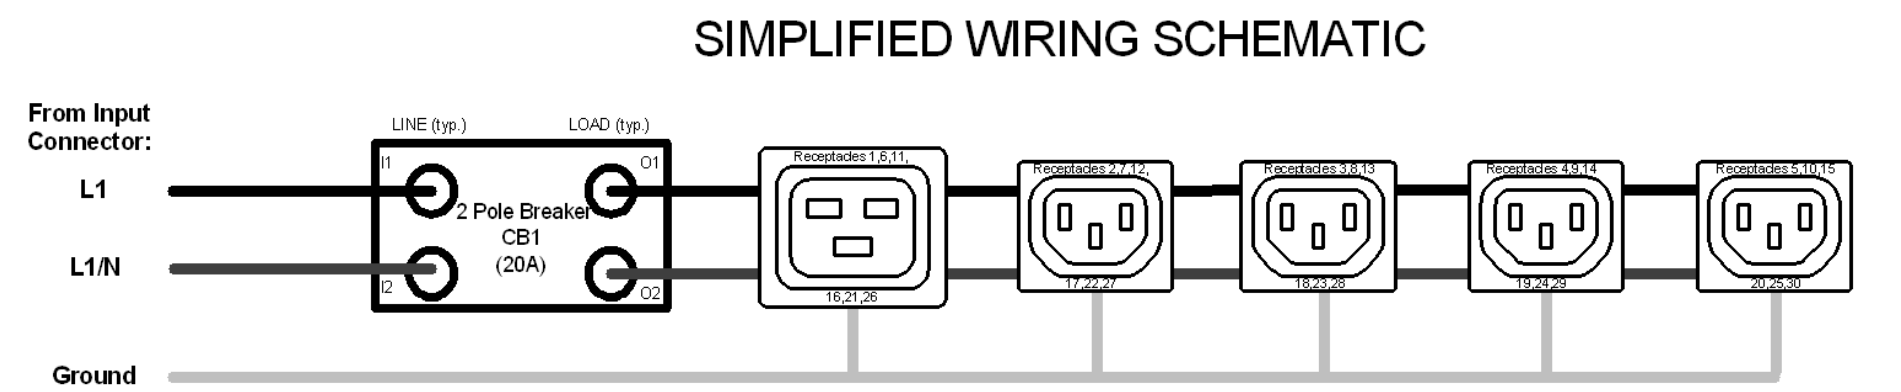 SIMPLIFIED WIRING SCHEMATIC
From Input
Connector:
LINE (typ.)
LOAD (typ.)
I1
O1
L1
2 Pole Breaker
CB1
(20A)
L1/N
I2
O2
Receptacles 1,6,11,
16,21,26
Receptacles 2,7,12,
17,22,27
Receptacles 3,8,13
18,23,28
Receptacles 4,9,14
19,24,29
Receptacles 5,10,15
20,25,30
Ground